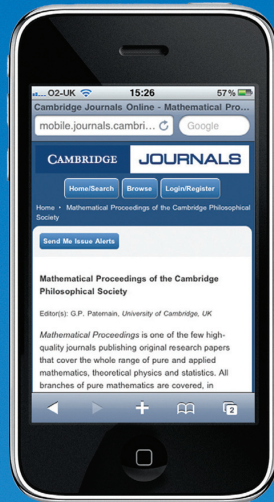 ... O2-UK 15:26 57%
Cambridge Journals Online - Mathematical Pro...
mobile.journals.cambri... Google
CAMBRIDGE JOURNALS
Home/Search Browse Login/Register
Home • Mathematical Proceedings of the Cambridge Philosophical
Society
Send Me Issue Alerts
Mathematical Proceedings of the Cambridge
Philosophical Society
Editor(s): G.P. Paternain, University of Cambridge, UK
Mathematical Proceedings is one of the few high-
quality journals publishing original research papers
that cover the whole range of pure and applied
mathematics, theoretical physics and statistics. All
branches of pure mathematics are covered, in
2